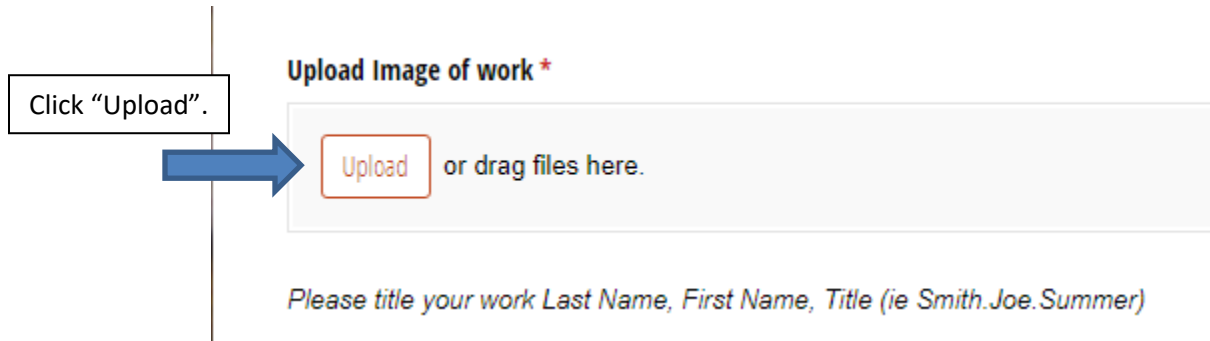 Upload Image of work *
Click “Upload”.
Upload or drag files here.
Please title your work Last Name, First Name, Title (ie Smith.Joe.Summer)